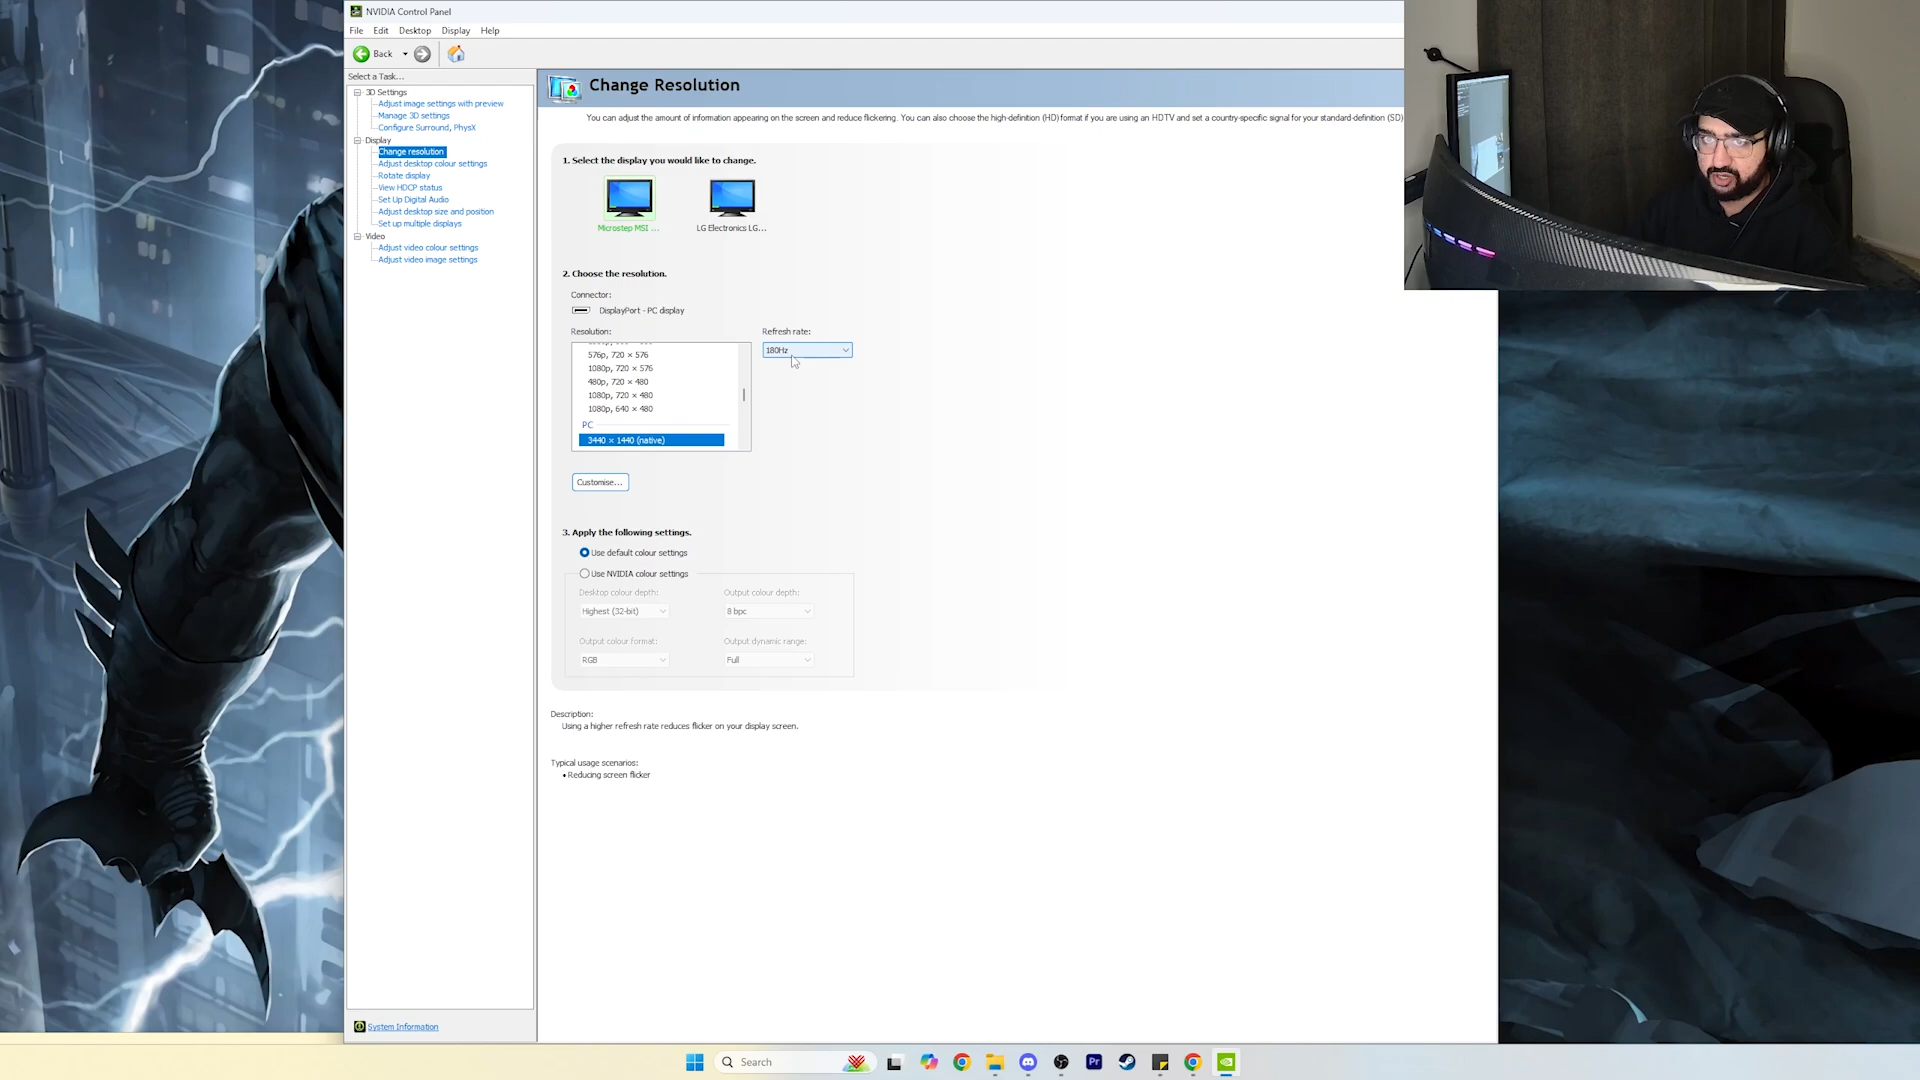 NVIDIA Control Panel
File Edit Desktop Display Help
Back
Select a Task...
3D Settings
Adjust image settings with preview
Manage 3D settings
Configure Surround, PhysX
Display
Change resolution
Adjust desktop colour settings
Rotate display
View HDCP status
Set Up Digital Audio
Adjust desktop size and position
Set up multiple displays
Video
Adjust video colour settings
Adjust video image settings
System Information
Change Resolution
You can adjust the amount of information appearing on the screen and reduce flickering. You can also choose the high-definition (HD) format if you are using an HDTV and set a country-specific signal for your standard-definition (SD)
1. Select the display you would like to change.
Microstep MSI ...
LG Electronics LG...
2. Choose the resolution.
Connector:
DisplayPort - PC display
Resolution:
Refresh rate:
180Hz
576p, 720 × 576
1080p, 720 × 576
480p, 720 × 480
1080p, 720 × 480
1080p, 640 × 480
PC
3440 × 1440 (native)
Customise...
3. Apply the following settings.
Use default colour settings
Use NVIDIA colour settings
Desktop colour depth:
Output colour depth:
Highest (32-bit)
8 bpc
Output colour format:
Output dynamic range:
RGB
Full
Description:
Using a higher refresh rate reduces flicker on your display screen.
Typical usage scenarios:
• Reducing screen flicker
Search
Pr